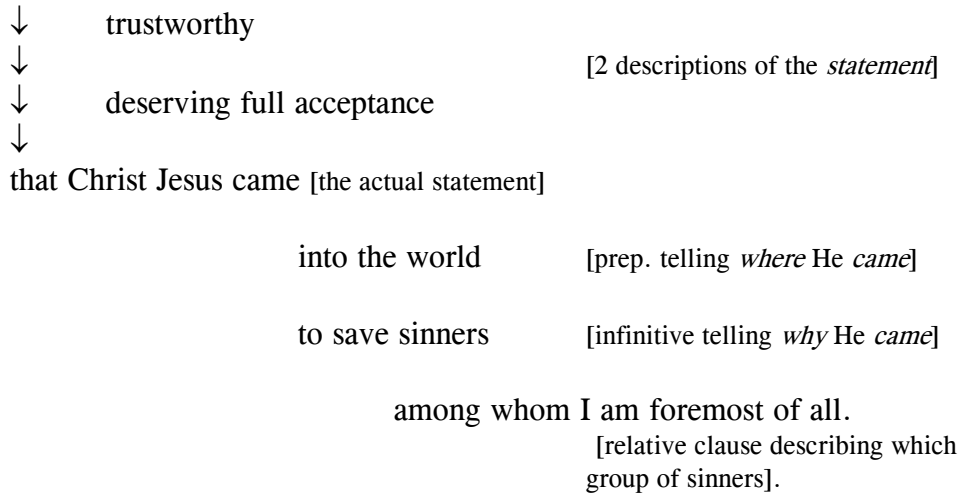 ↓ trustworthy
↓ [2 descriptions of the statement]
↓ deserving full acceptance
↓
that Christ Jesus came [the actual statement]
into the world [prep. telling where He came]
to save sinners [infinitive telling why He came]
among whom I am foremost of all.
[relative clause describing which
group of sinners].